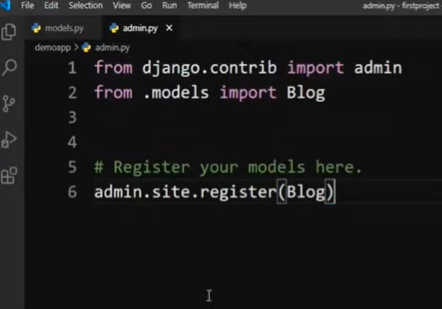 File Edit Selection View Go Run Terminal Help admin.py - firstproject
models.py admin.py ×
demoapp > admin.py
1 from django.contrib import admin
2 from .models import Blog
3
4
5 # Register your models here.
6 admin.site.register(Blog)